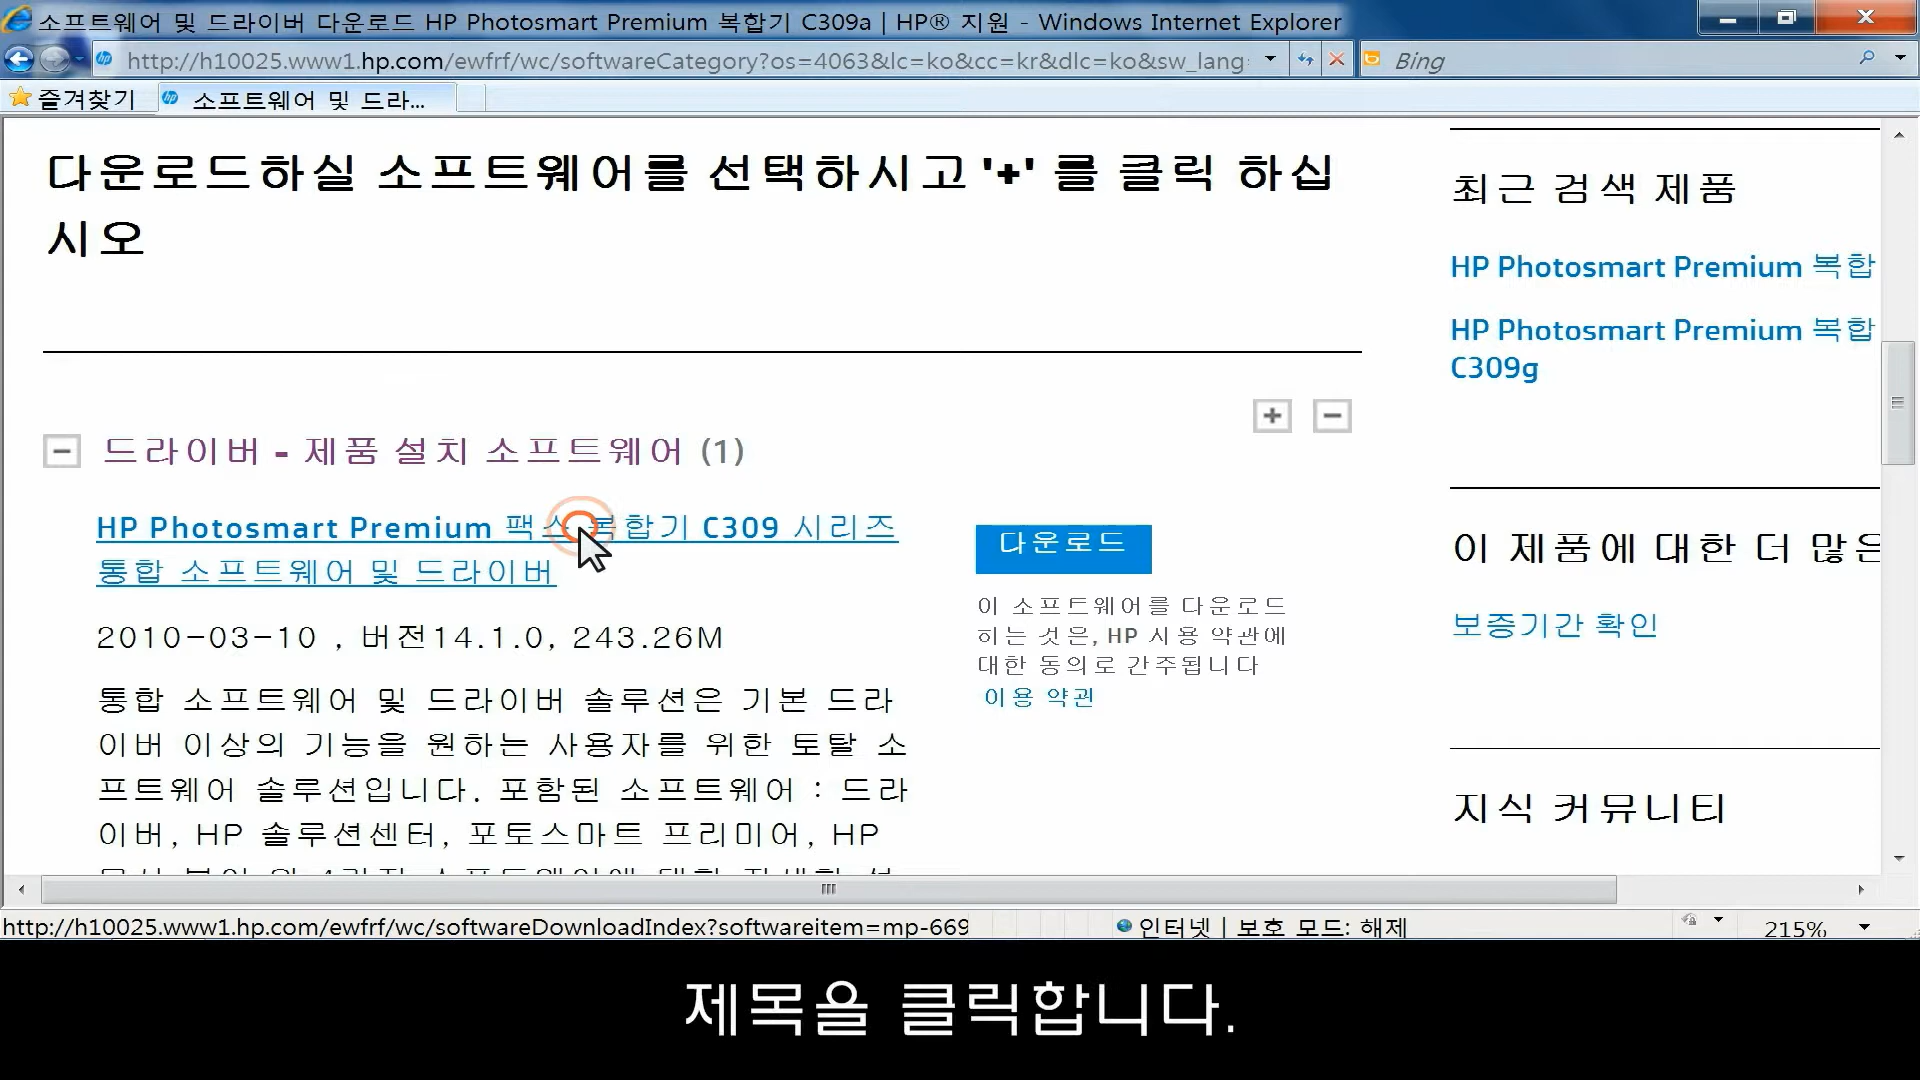 소프트웨어 및 드라이버 다운로드 HP Photosmart Premium 복합기 C309a | HP® 지원 - Windows Internet Explorer
http://h10025.www1.hp.com/ewfrf/wc/softwareCategory?os=4063&lc=ko&cc=kr&dlc=ko&sw_lang
Bing
즐겨찾기
소프트웨어 및 드라...
다운로드하실 소프트웨어를 선택하시고 '+' 를 클릭 하십
시오
드라이버 - 제품 설치 소프트웨어 (1)
HP Photosmart Premium 팩스 복합기 C309 시리즈
통합 소프트웨어 및 드라이버
2010-03-10 , 버전14.1.0, 243.26M
통합 소프트웨어 및 드라이버 솔루션은 기본 드라
이버 이상의 기능을 원하는 사용자를 위한 토탈 소
프트웨어 솔루션입니다. 포함된 소프트웨어 : 드라
이버, HP 솔루션센터, 포토스마트 프리미어, HP
다운로드
이 소프트웨어를 다운로드
하는 것은, HP 사용 약관에
대한 동의로 간주됩니다
이용 약관
최근 검색 제품
HP Photosmart Premium 복합
HP Photosmart Premium 복합
C309g
이 제품에 대한 더 많은
보증기간 확인
지식 커뮤니티
http://h10025.www1.hp.com/ewfrf/wc/softwareDownloadIndex?softwareitem=mp-669
인터넷 | 보호 모드: 해제
215%
제목을 클릭합니다.